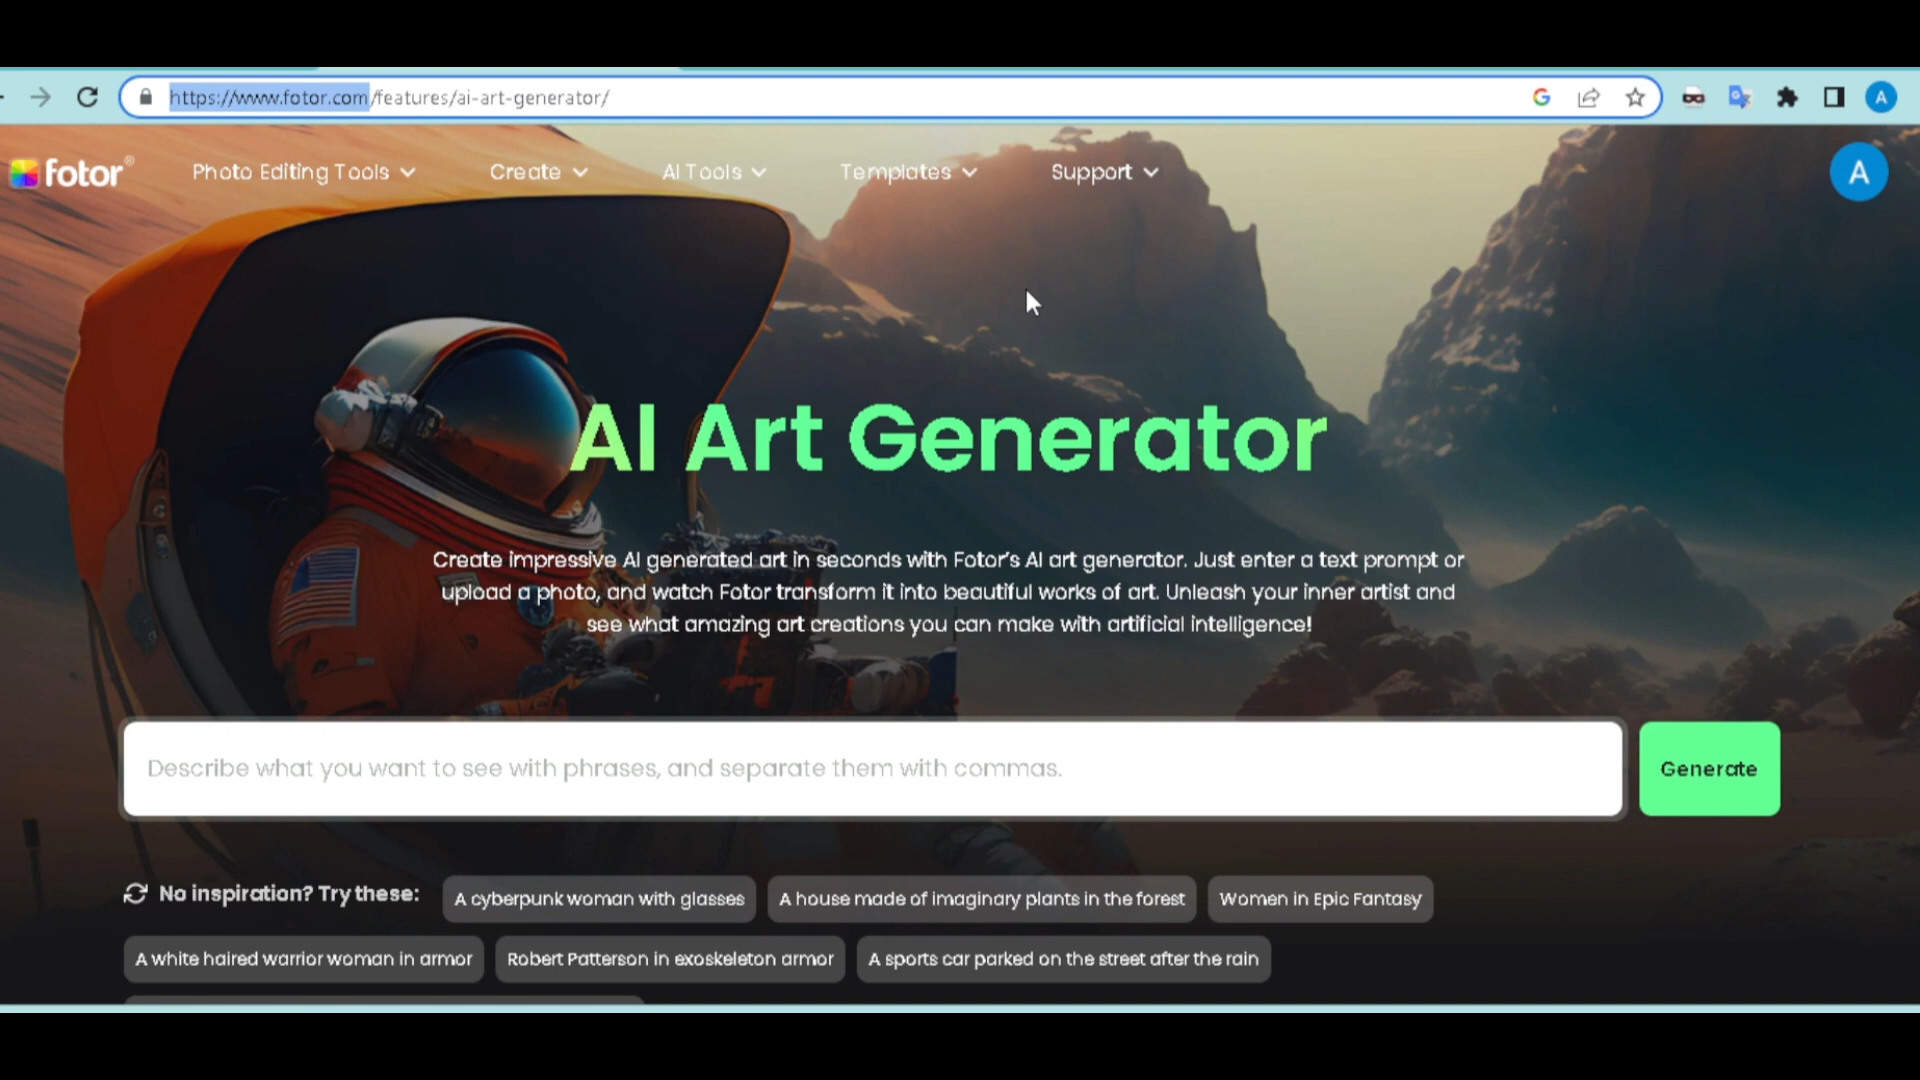 https://www.fotor.com/features/ai-art-generator/
A
fotor®
Photo Editing Tools
Create
AI Tools
Templates
Support
A
AI Art Generator
Create impressive AI generated art in seconds with Fotor's AI art generator. Just enter a text prompt or
upload a photo, and watch Fotor transform it into beautiful works of art. Unleash your inner artist and
see what amazing art creations you can make with artificial intelligence!
Describe what you want to see with phrases, and separate them with commas.
Generate
No inspiration? Try these:
A cyberpunk woman with glasses
A house made of imaginary plants in the forest
Women in Epic Fantasy
A white haired warrior woman in armor
Robert Patterson in exoskeleton armor
A sports car parked on the street after the rain